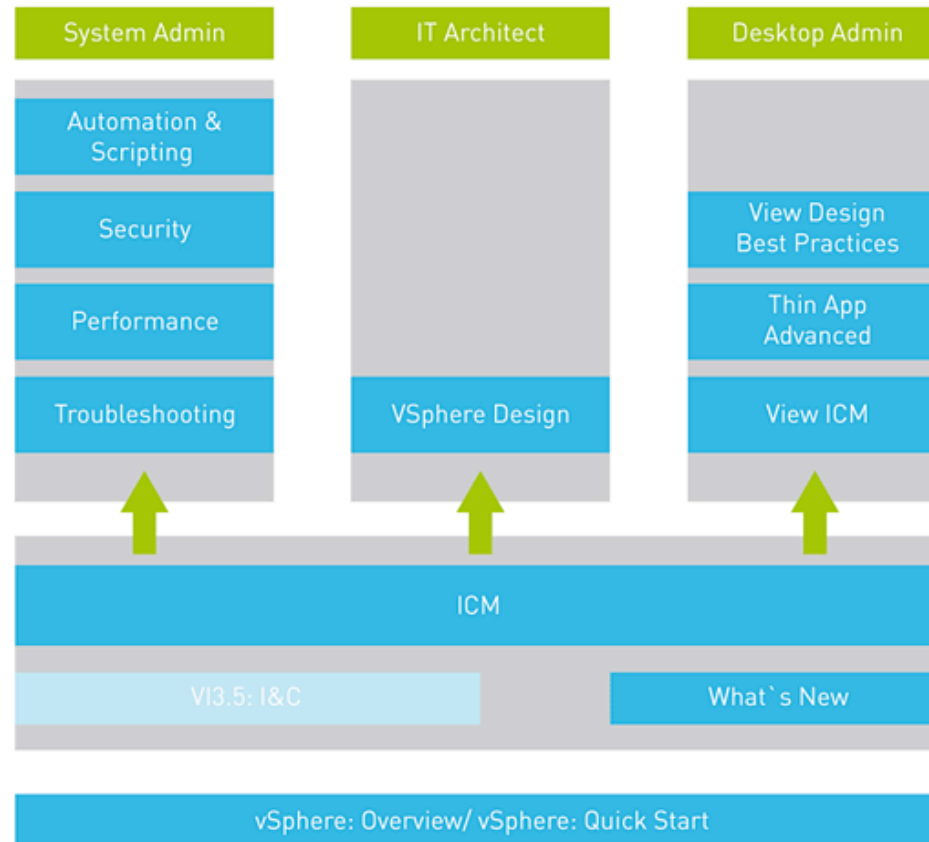 System Admin
IT Architect
Desktop Admin
Automation &
Scripting
Security
Performance
Troubleshooting
VSphere Design
View Design
Best Practices
Thin App
Advanced
View ICM
ICM
VI3.5: I&C
What`s New
vSphere: Overview/ vSphere: Quick Start